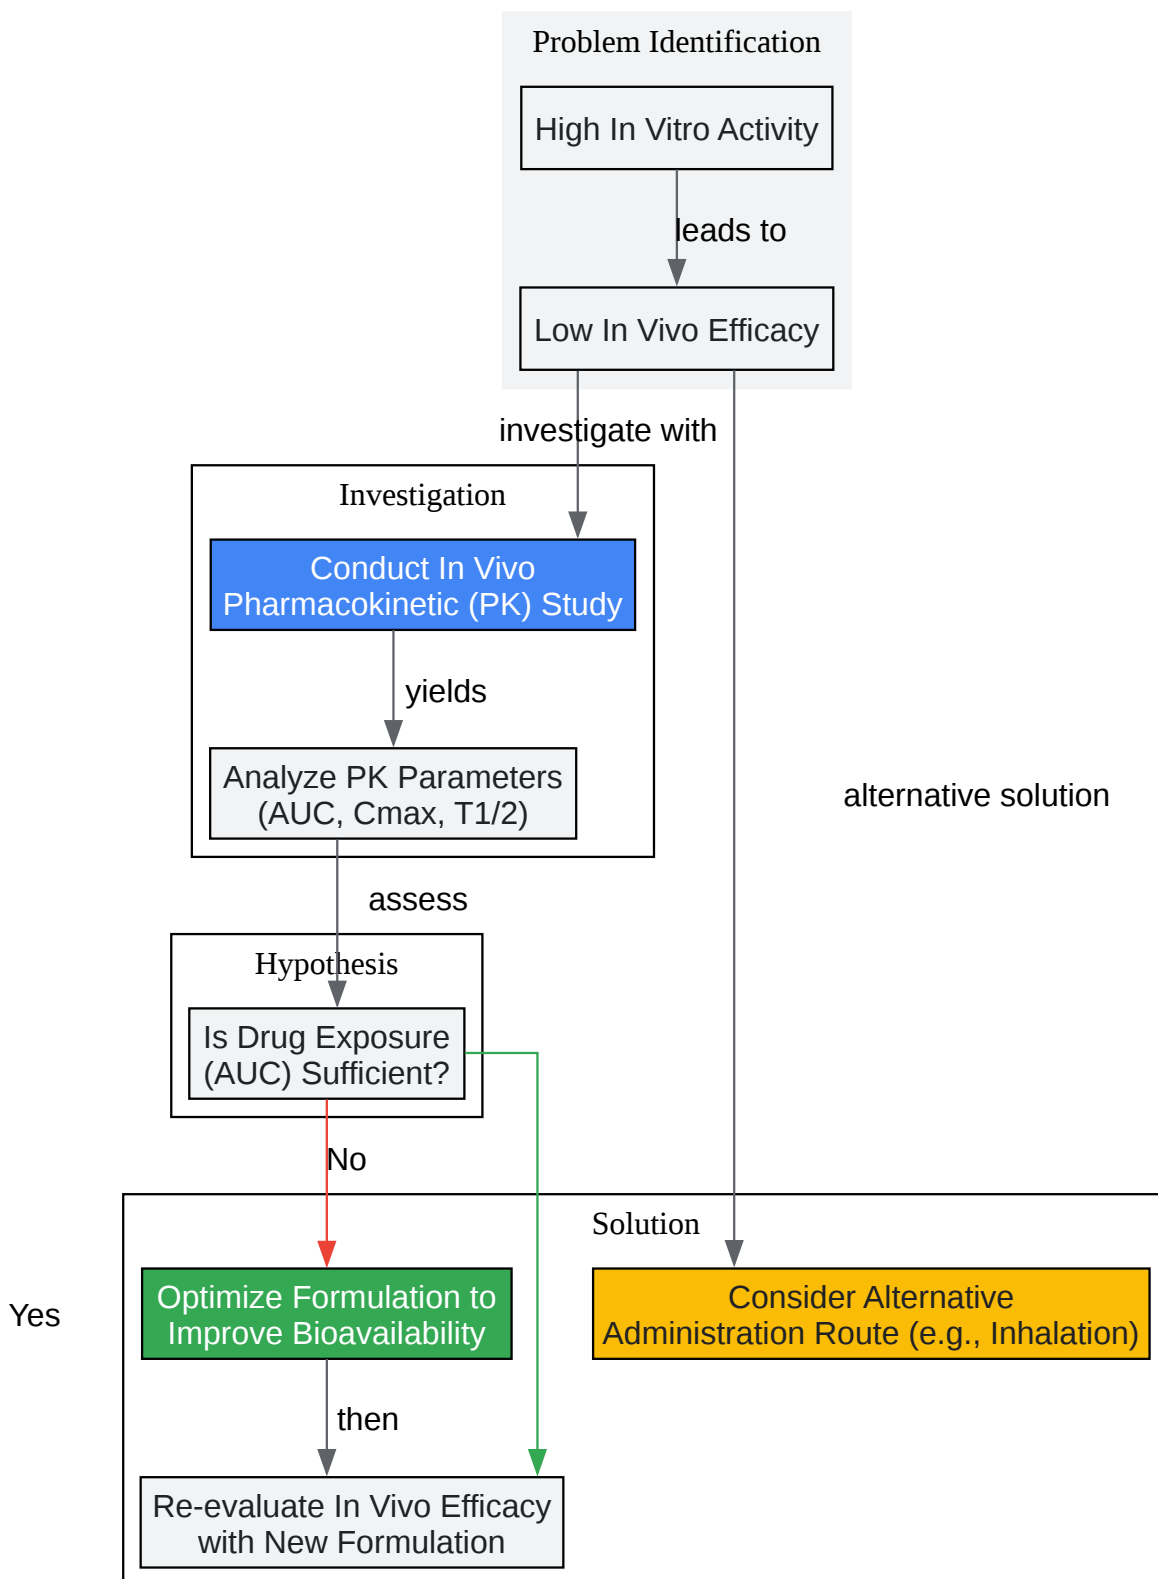 Problem Identification
High In Vitro Activity
leads to
Low In Vivo Efficacy
investigate with
Investigation
Conduct In Vivo
Pharmacokinetic (PK) Study
yields
Analyze PK Parameters
(AUC, Cmax, T1/2)
alternative solution
assess
Hypothesis
Is Drug Exposure
(AUC) Sufficient?
No
Solution
Optimize Formulation to
Improve Bioavailability
Consider Alternative
Administration Route (e.g., Inhalation)
Yes
then
Re-evaluate In Vivo Efficacy
with New Formulation